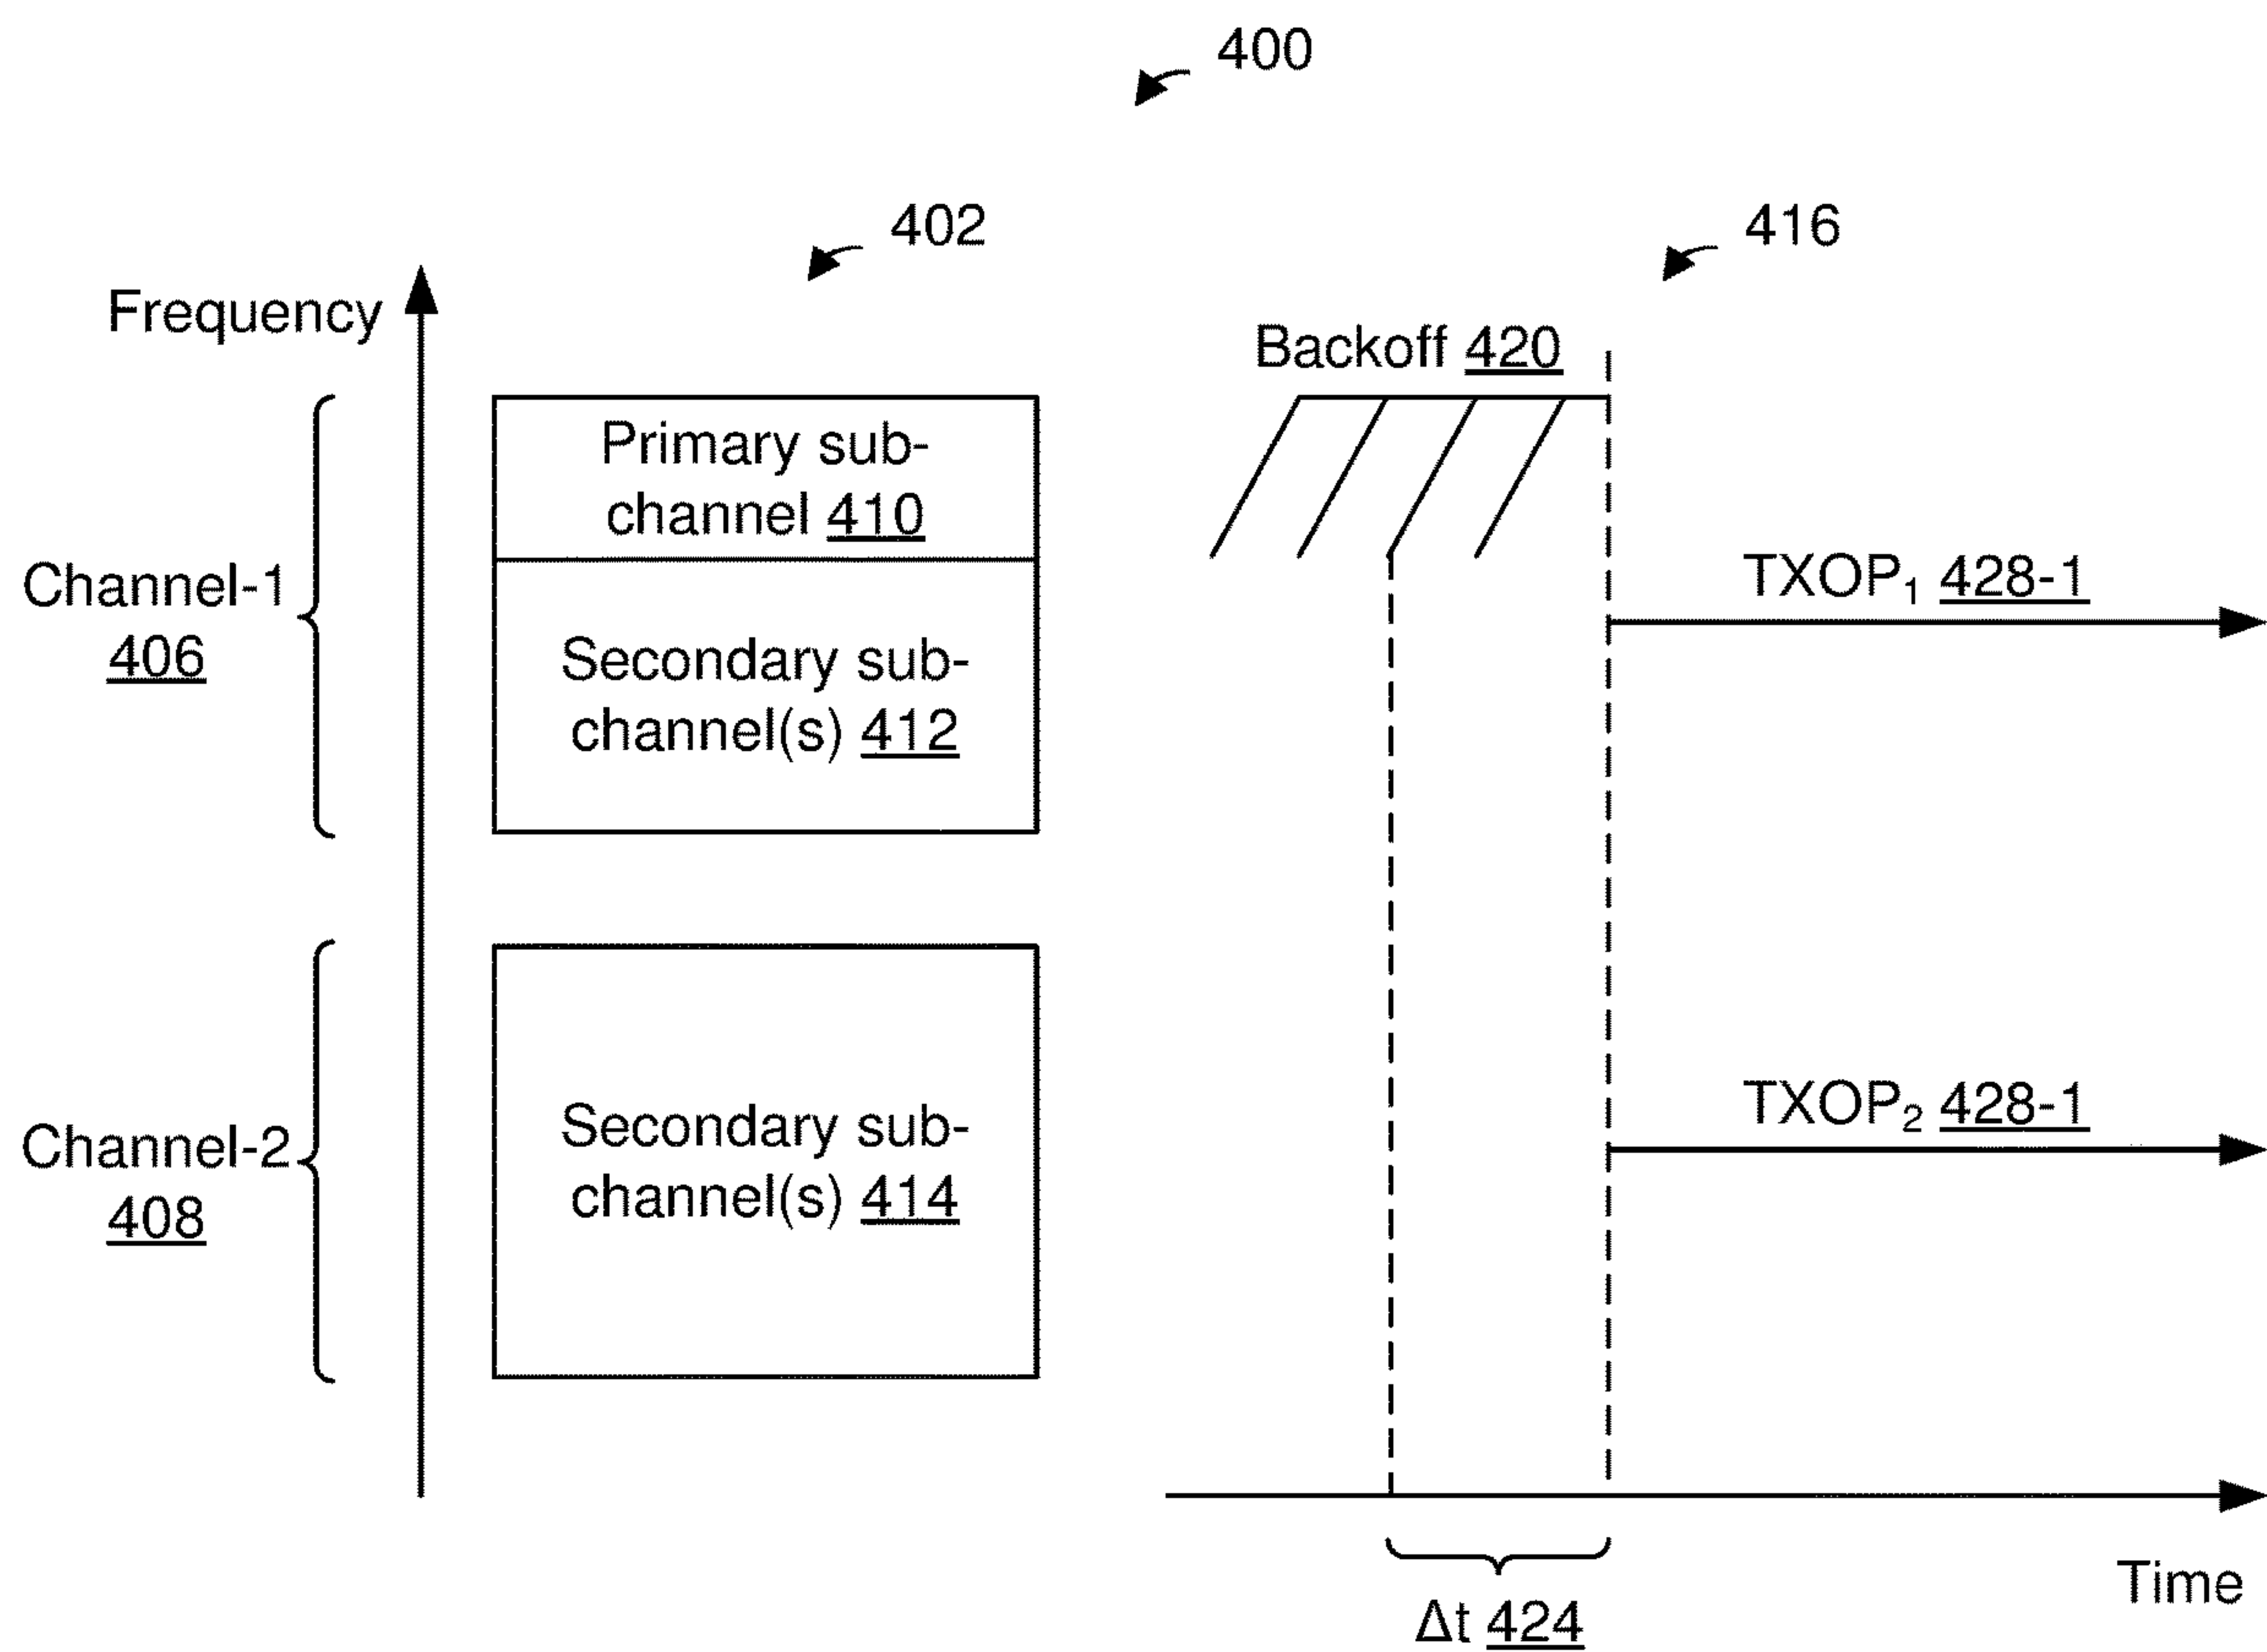 400
402
416
Frequency
Backoff 420
Primary sub-
channel 410
Channel-1
406
TXOP1 428-1
Secondary sub-
channel(s) 412
Channel-2
408
TXOP2 428-1
Secondary sub-
channel(s) 414
Time
Δt 424